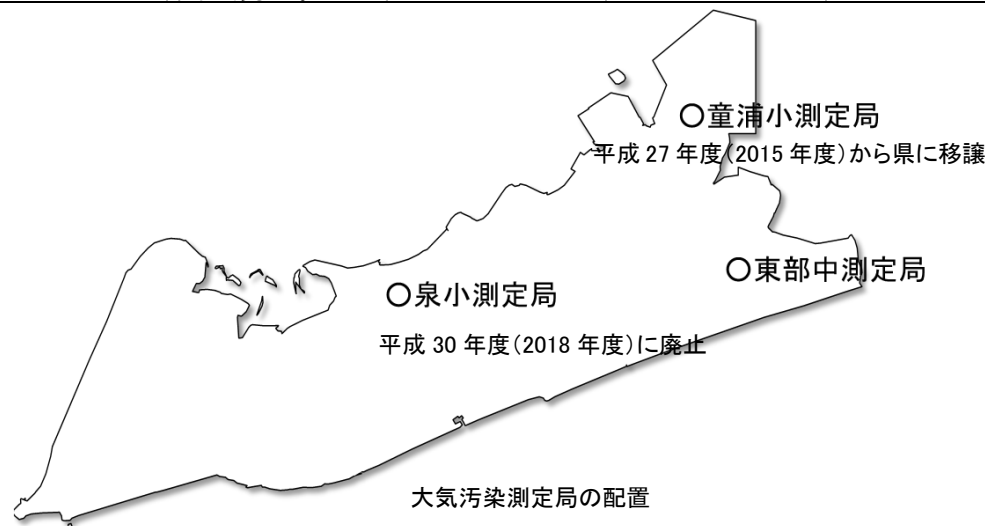 ○童浦小測定局
平成 27 年度(2015 年度)から県に移譲
○東部中測定局
○泉小測定局
平成 30 年度(2018 年度)に廃止
大気汚染測定局の配置